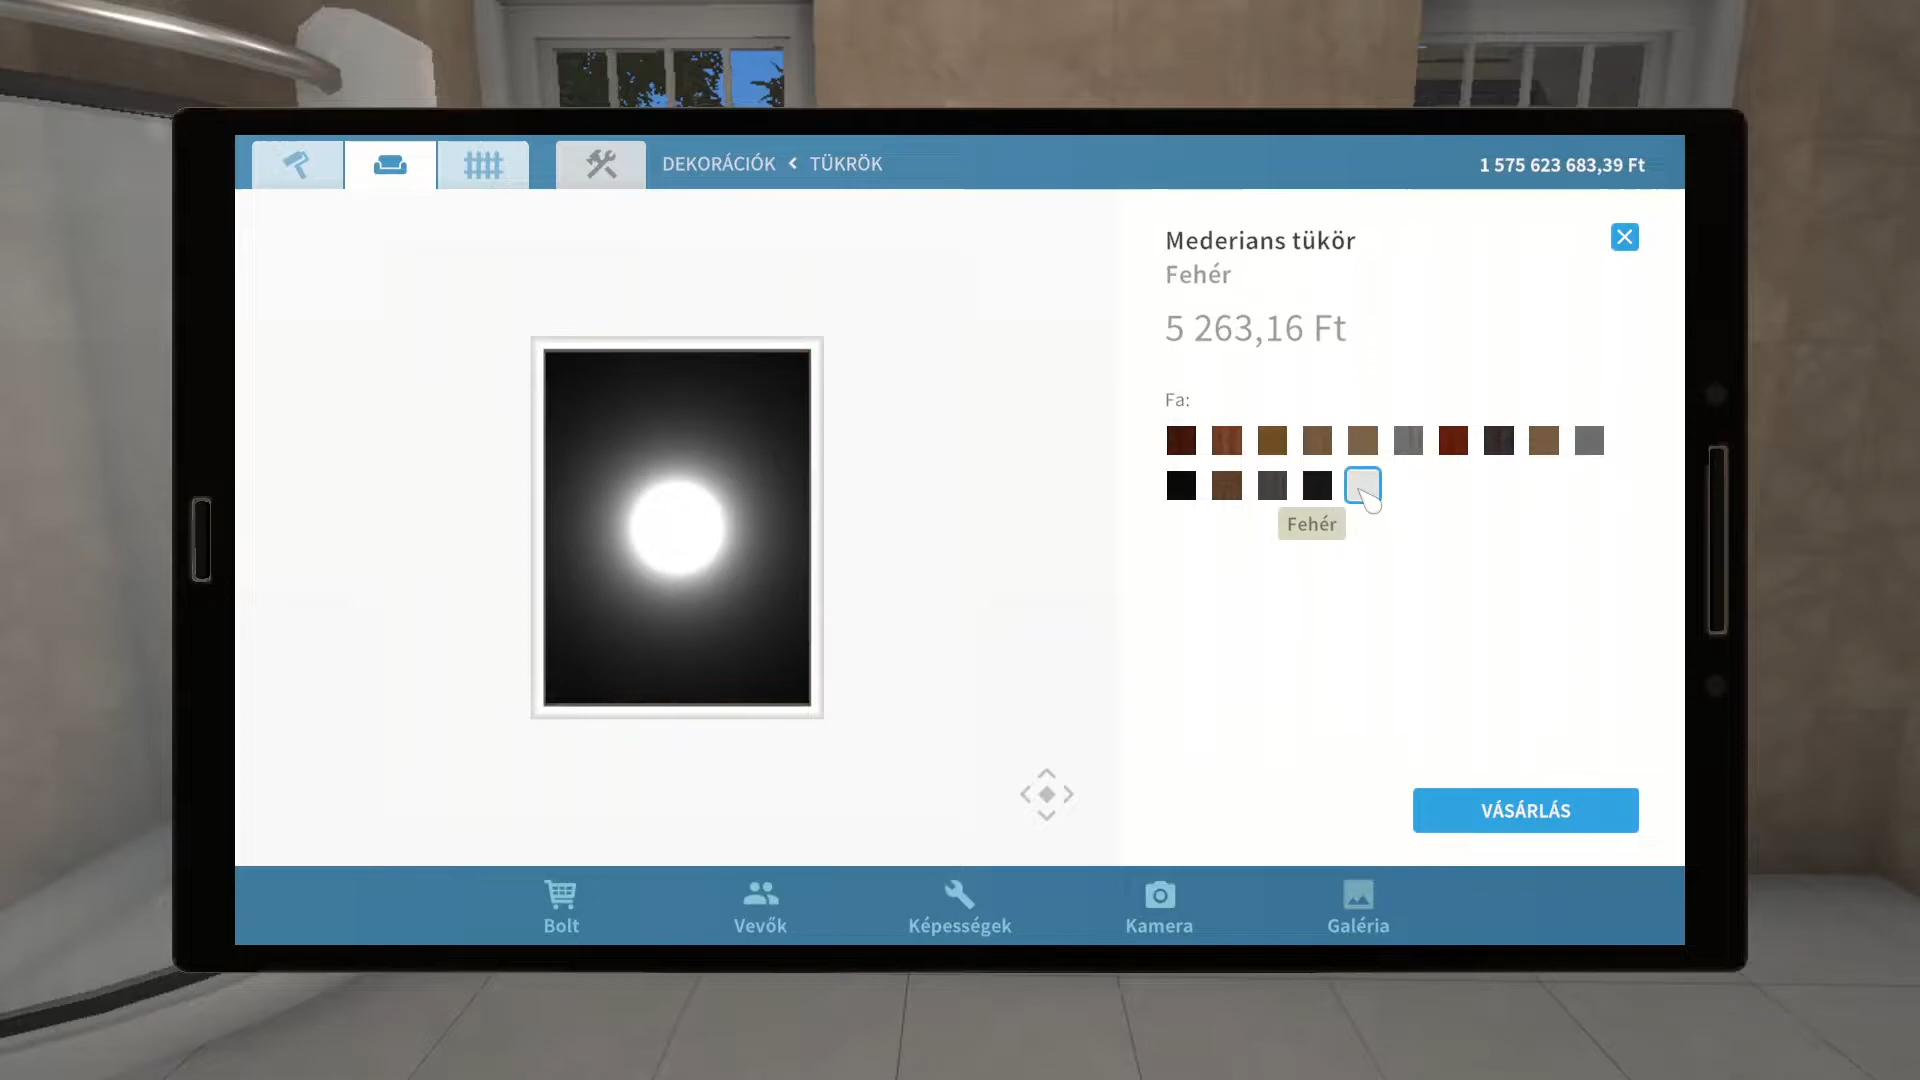 DEKORÁCIÓK < TÜKRÖK
1 575 623 683,39 Ft
Mederians tükör
Fehér
5 263,16 Ft
Fa:
Fehér
VÁSÁRLÁS
Bolt
Vevők
Képességek
Kamera
Galéria